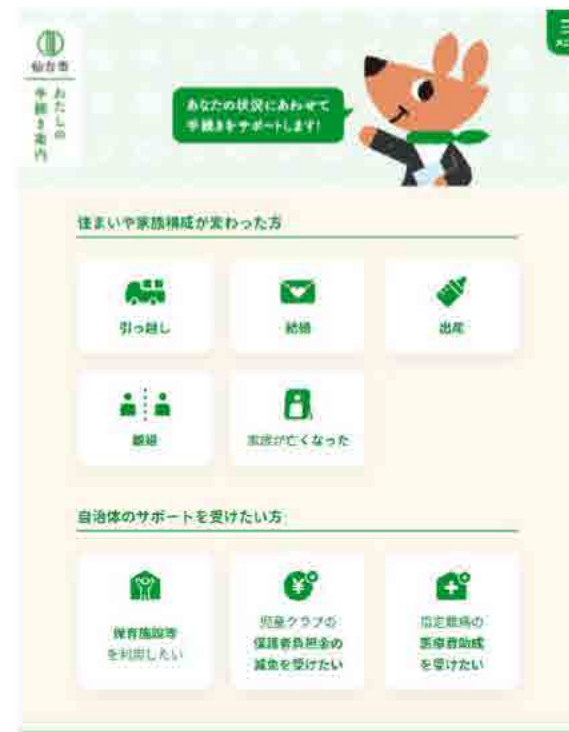 仙台市
わたしの
手続き案内
あなたの状況にあわせて
手続きをサポートします!
住まいや家族構成が変わった方
引っ越し
結婚
出産
離婚
家族が亡くなった
自治体のサポートを受けたい方
保育施設等
を利用したい
児童クラブの
保護者負担金の
減免を受けたい
指定難病の
医療費助成
を受けたい